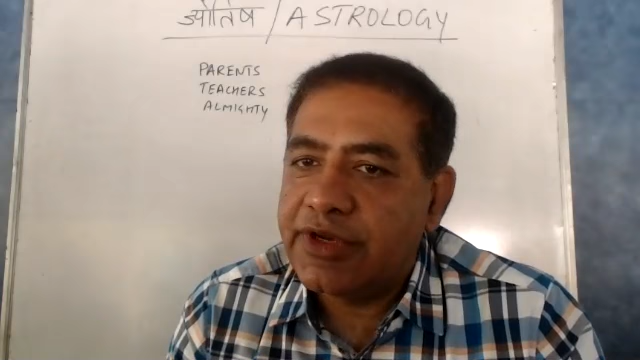 ज्योतिष / ASTROLOGY
PARENTS
TEACHERS
ALMIGHTY